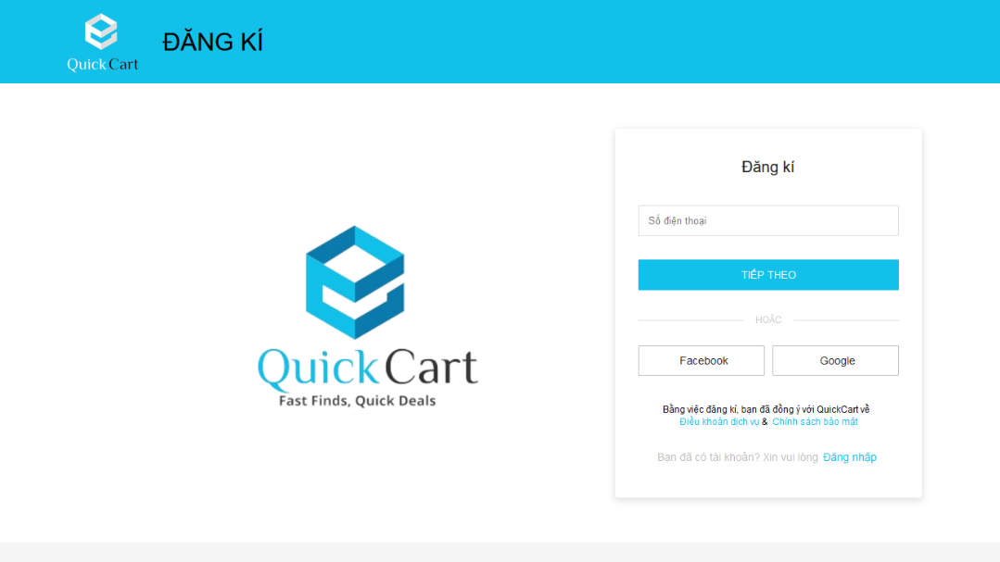 QuickCart
ĐĂNG KÍ
QuickCart
Fast Finds, Quick Deals
Đăng kí
Số điện thoại
TIẾP THEO
HOẶC
Facebook
Google
Bằng việc đăng kí, bạn đã đồng ý với QuickCart về
Điều khoản dịch vụ & Chính sách bảo mật
Bạn đã có tài khoản? Xin vui lòng Đăng nhập